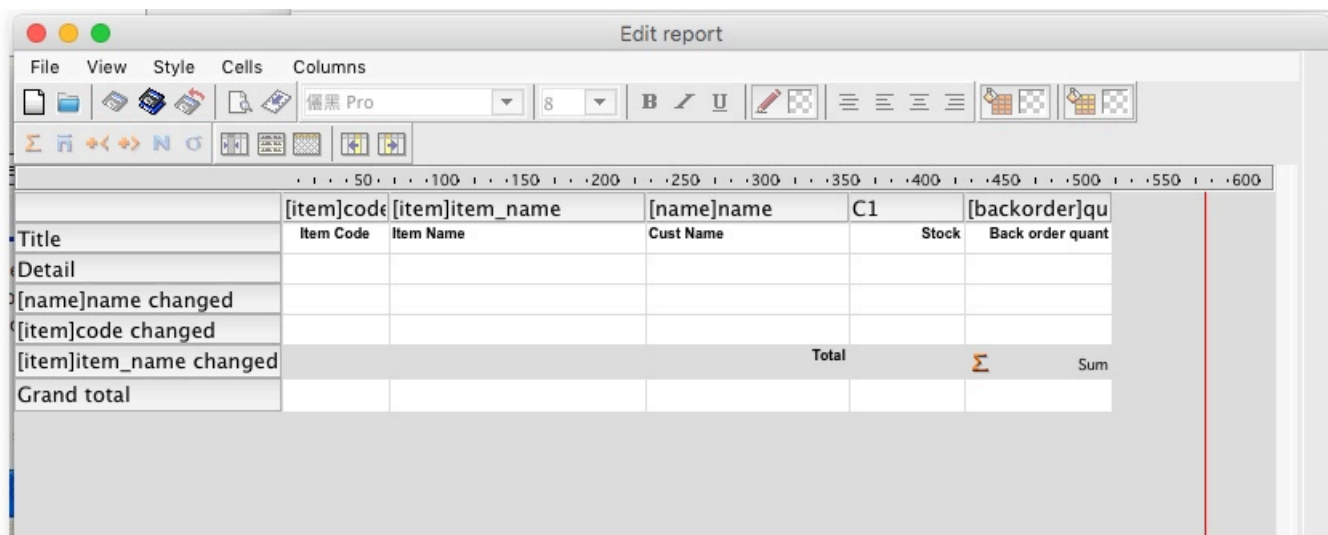 Edit report
File View Style Cells Columns
儷黑 Pro 8 B I U
Σ n N σ
50 100 150 200 250 300 350 400 450 500 550 600
[item]code [item]item_name [name]name C1 [backorder]qu
Title Item Code Item Name Cust Name Stock Back order quant
Detail
[name]name changed
[item]code changed
[item]item_name changed Total Σ Sum
Grand total